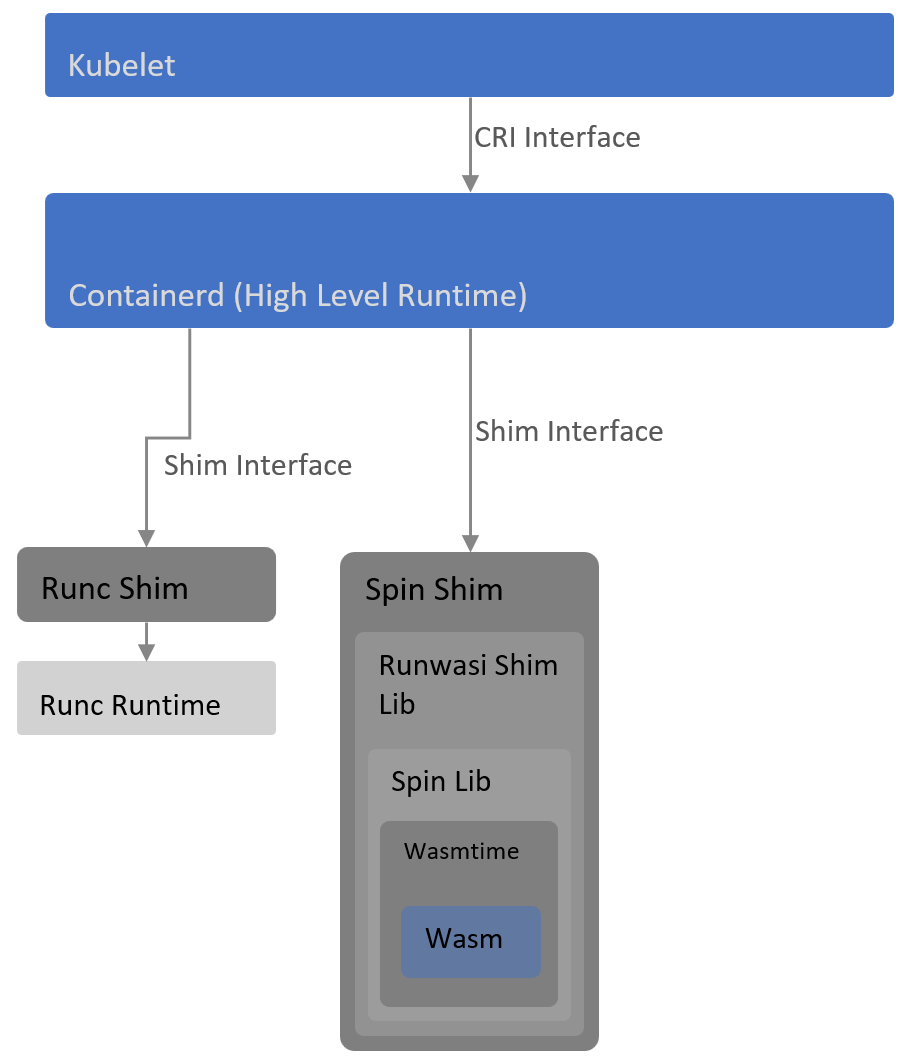 Kubelet
CRI Interface
Containerd (High Level Runtime)
Shim Interface
Shim Interface
Runc Shim
Runc Runtime
Spin Shim
Runwasi Shim
Lib
Spin Lib
Wasmtime
Wasm